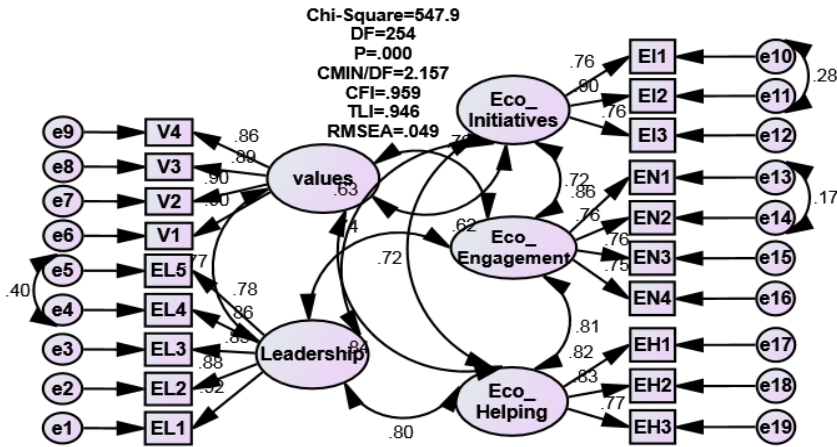 Chi-Square=547.9
DF=254
P=.000
CMIN/DF=2.157
CFI=.959
TLI=.946
RMSEA=.049
e9
V4
.86
e8
V3
.89
e7
V2
.90
e6
V1
e5
EL5
.78
e4
EL4
.86
.40
e3
EL3
e2
EL2
.88
e1
EL1
values
Leadership
.63
.62
.72
.80
Eco_
Initiatives
.72
Eco_
Engagement
.81
Eco_
Helping
.76
EI1
e10
.28
.90
EI2
e11
.76
EI3
e12
.86
EN1
e13
.17
.76
EN2
e14
.76
EN3
e15
.75
EN4
e16
.82
EH1
e17
.83
EH2
e18
.77
EH3
e19